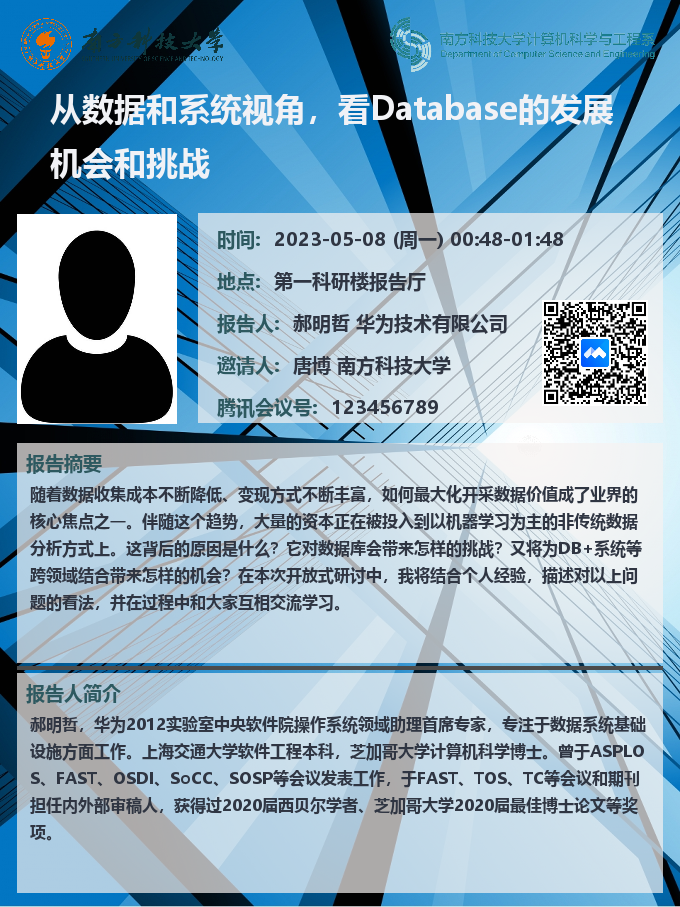 南方科技大学
SOUTHERN UNIVERSITY OF SCIENCE AND TECHNOLOGY
南方科技大学计算机科学与工程系
Department of Computer Science and Engineering
从数据和系统视角，看Database的发展
机会和挑战
时间: 2023-05-08 (周一) 00:48-01:48
地点: 第一科研楼报告厅
报告人: 郝明哲 华为技术有限公司
邀请人: 唐博 南方科技大学
腾讯会议号: 123456789
报告摘要
随着数据收集成本不断降低、变现方式不断丰富，如何最大化开采数据价值成了业界的
核心焦点之一。伴随这个趋势，大量的资本正在被投入到以机器学习为主的非传统数据
分析方式上。这背后的原因是什么？它对数据库会带来怎样的挑战？又将为DB+系统等
跨领域结合带来怎样的机会？在本次开放式研讨中，我将结合个人经验，描述对以上问
题的看法，并在过程中和大家互相交流学习。
报告人简介
郝明哲，华为2012实验室中央软件院操作系统领域助理首席专家，专注于数据系统基础
设施方面工作。上海交通大学软件工程本科，芝加哥大学计算机科学博士。曾于ASPLO
S、FAST、OSDI、SoCC、SOSP等会议发表工作，于FAST、TOS、TC等会议和期刊
担任内外部审稿人，获得过2020届西贝尔学者、芝加哥大学2020届最佳博士论文等奖
项。